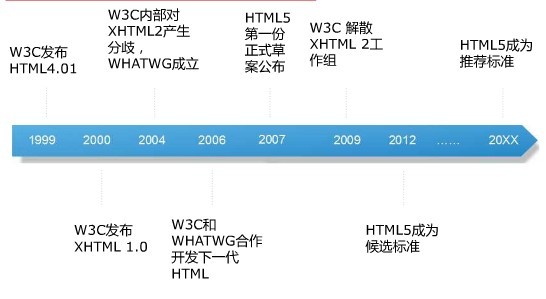 W3C发布
HTML4.01
W3C内部对
XHTML2产生
分歧，
WHATWG成立
HTML5
第一份
正式草
案公布
W3C 解散
XHTML 2工
作组
HTML5成为
推荐标准
1999 2000 2004 2006 2007 2009 2012 …… 20XX
W3C发布
XHTML 1.0
W3C和
WHATWG合作
开发下一代
HTML
HTML5成为
候选标准